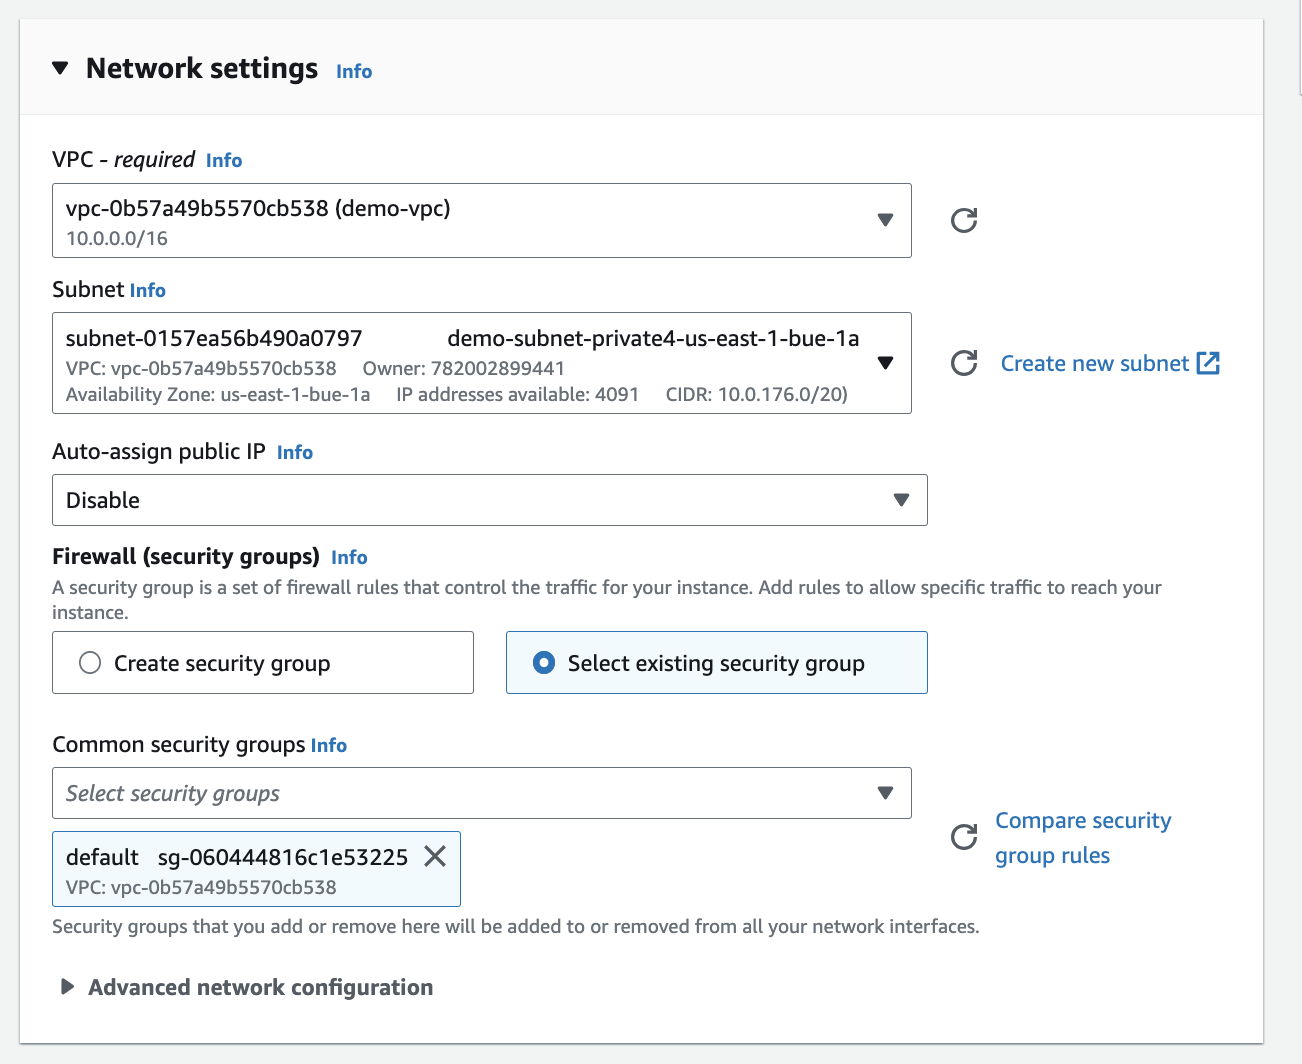 Network settings Info
VPC - required Info
vpc-0b57a49b5570cb538 (demo-vpc)
10.0.0.0/16
Subnet Info
subnet-0157ea56b490a0797 demo-subnet-private4-us-east-1-bue-1a
VPC: vpc-0b57a49b5570cb538 Owner: 782002899441
Availability Zone: us-east-1-bue-1a IP addresses available: 4091 CIDR: 10.0.176.0/20)
Create new subnet
Auto-assign public IP Info
Disable
Firewall (security groups) Info
A security group is a set of firewall rules that control the traffic for your instance. Add rules to allow specific traffic to reach your
instance.
Create security group
Select existing security group
Common security groups Info
Select security groups
default sg-060444816c1e53225
VPC: vpc-0b57a49b5570cb538
Compare security
group rules
Security groups that you add or remove here will be added to or removed from all your network interfaces.
Advanced network configuration